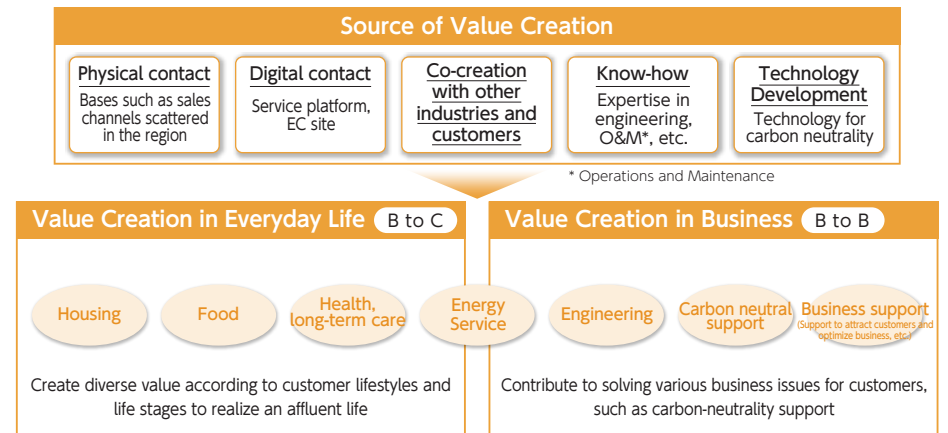 Source of Value Creation
Physical contact
Bases such as sales
channels scattered
in the region
Digital contact
Service platform,
EC site
Co-creation
with other
industries and
customers
Know-how
Expertise in
engineering,
O&M*, etc.
Technology
Development
Technology for
carbon neutrality
* Operations and Maintenance
Value Creation in Everyday Life B to C
Housing
Food
Health,
long-term care
Energy
Service
Create diverse value according to customer lifestyles and
life stages to realize an affluent life
Value Creation in Business B to B
Engineering
Carbon neutral
support
Business support
(Support to attract customers and
optimize business, etc.)
Contribute to solving various business issues for customers,
such as carbon-neutrality support